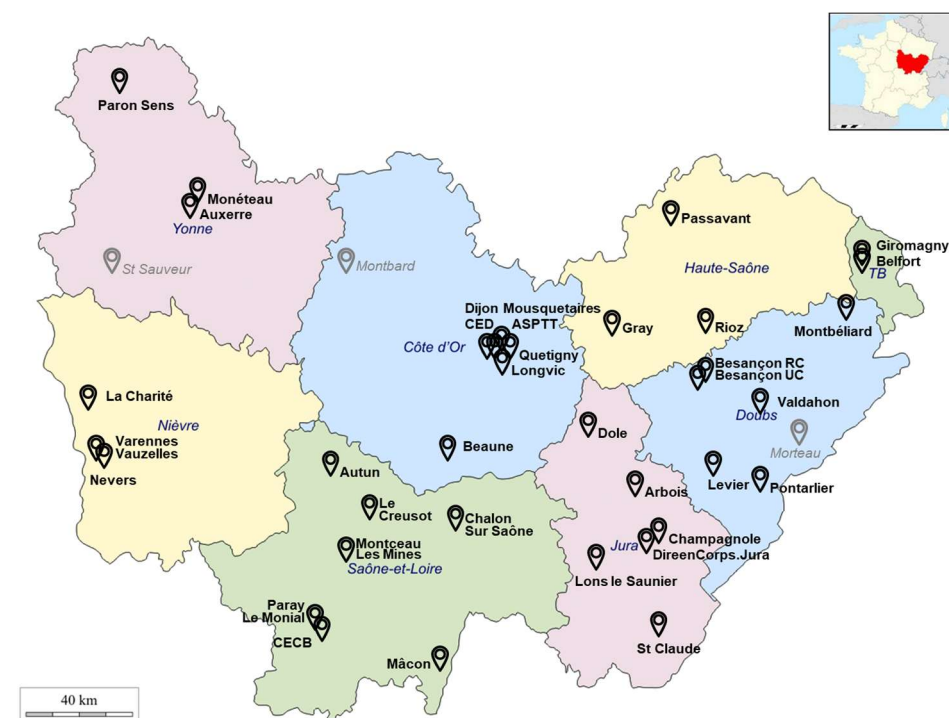 Paron Sens
Monéteau
Auxerre
Yonne
St Sauveur
Montbard
Passavant
Haute-Saône
Giromagny
Belfort
TB
Dijon Mousquetaires
CED ASPTT
Côte d'Or
Quetigny
Longvic
Gray
Rioz
Montbéliard
Besançon RC
Besançon UC
La Charité
Nièvre
Varennes
Vauzelles
Nevers
Beaune
Dole
Valdahon
Doubs
Morteau
Autun
Arbois
Levier
Pontarlier
Le
Creusot
Chalon
Sur Saône
Montceau
Les Mines
Saône-et-Loire
Champagnole
Jura
DireenCorps.Jura
Lons le Saunier
Paray
Le Monial
CECB
St Claude
Mâcon
40 km